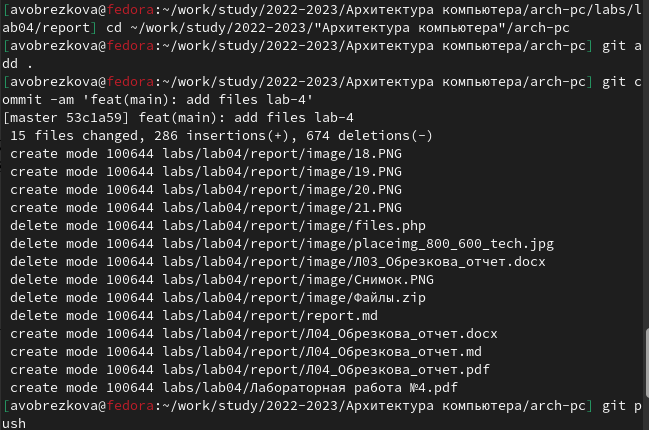 [avobrezkova@fedora:~/work/study/2022-2023/Архитектура компьютера/arch-pc/labs/l
ab04/report] cd ~/work/study/2022-2023/"Архитектура компьютера"/arch-pc
[avobrezkova@fedora:~/work/study/2022-2023/Архитектура компьютера/arch-pc] git a
dd .
[avobrezkova@fedora:~/work/study/2022-2023/Архитектура компьютера/arch-pc] git c
ommit -am 'feat(main): add files lab-4'
[master 53c1a59] feat(main): add files lab-4
 15 files changed, 286 insertions(+), 674 deletions(-)
 create mode 100644 labs/lab04/report/image/18.PNG
 create mode 100644 labs/lab04/report/image/19.PNG
 create mode 100644 labs/lab04/report/image/20.PNG
 create mode 100644 labs/lab04/report/image/21.PNG
 delete mode 100644 labs/lab04/report/image/files.php
 delete mode 100644 labs/lab04/report/image/placeimg_800_600_tech.jpg
 delete mode 100644 labs/lab04/report/image/Л03_Обрезкова_отчет.docx
 delete mode 100644 labs/lab04/report/image/Снимок.PNG
 delete mode 100644 labs/lab04/report/image/Файлы.zip
 delete mode 100644 labs/lab04/report/report.md
 create mode 100644 labs/lab04/report/Л04_Обрезкова_отчет.docx
 create mode 100644 labs/lab04/report/Л04_Обрезкова_отчет.md
 create mode 100644 labs/lab04/report/Л04_Обрезкова_отчет.pdf
 create mode 100644 labs/lab04/Лабораторная работа №4.pdf
[avobrezkova@fedora:~/work/study/2022-2023/Архитектура компьютера/arch-pc] git p
ush